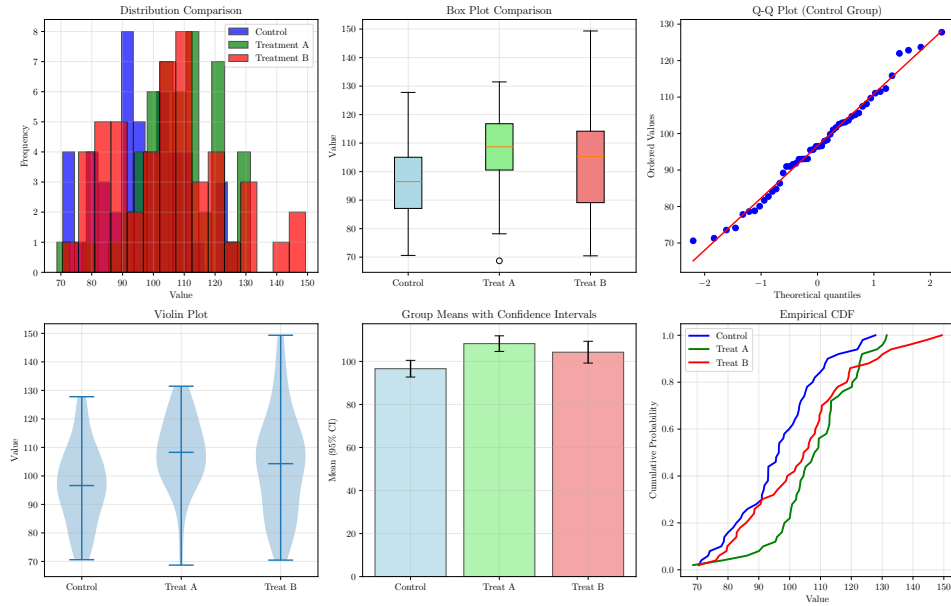 Distribution Comparison
8
7
6
5
4
3
2
1
0
Frequency
Control
Treatment A
Treatment B
70 80 90 100 110 120 130 140 150
Value
Box Plot Comparison
150
140
130
120
110
100
90
80
70
Value
Control Treat A Treat B
Q-Q Plot (Control Group)
130
120
110
100
90
80
70
Ordered Values
−2 −1 0 1 2
Theoretical quantiles
Violin Plot
150
140
130
120
110
100
90
80
70
Value
Control Treat A Treat B
Group Means with Confidence Intervals
100
80
60
40
20
0
Mean (95% CI)
Control Treat A Treat B
Empirical CDF
1.0
0.8
0.6
0.4
0.2
0.0
Cumulative Probability
Control
Treat A
Treat B
70 80 90 100 110 120 130 140 150
Value